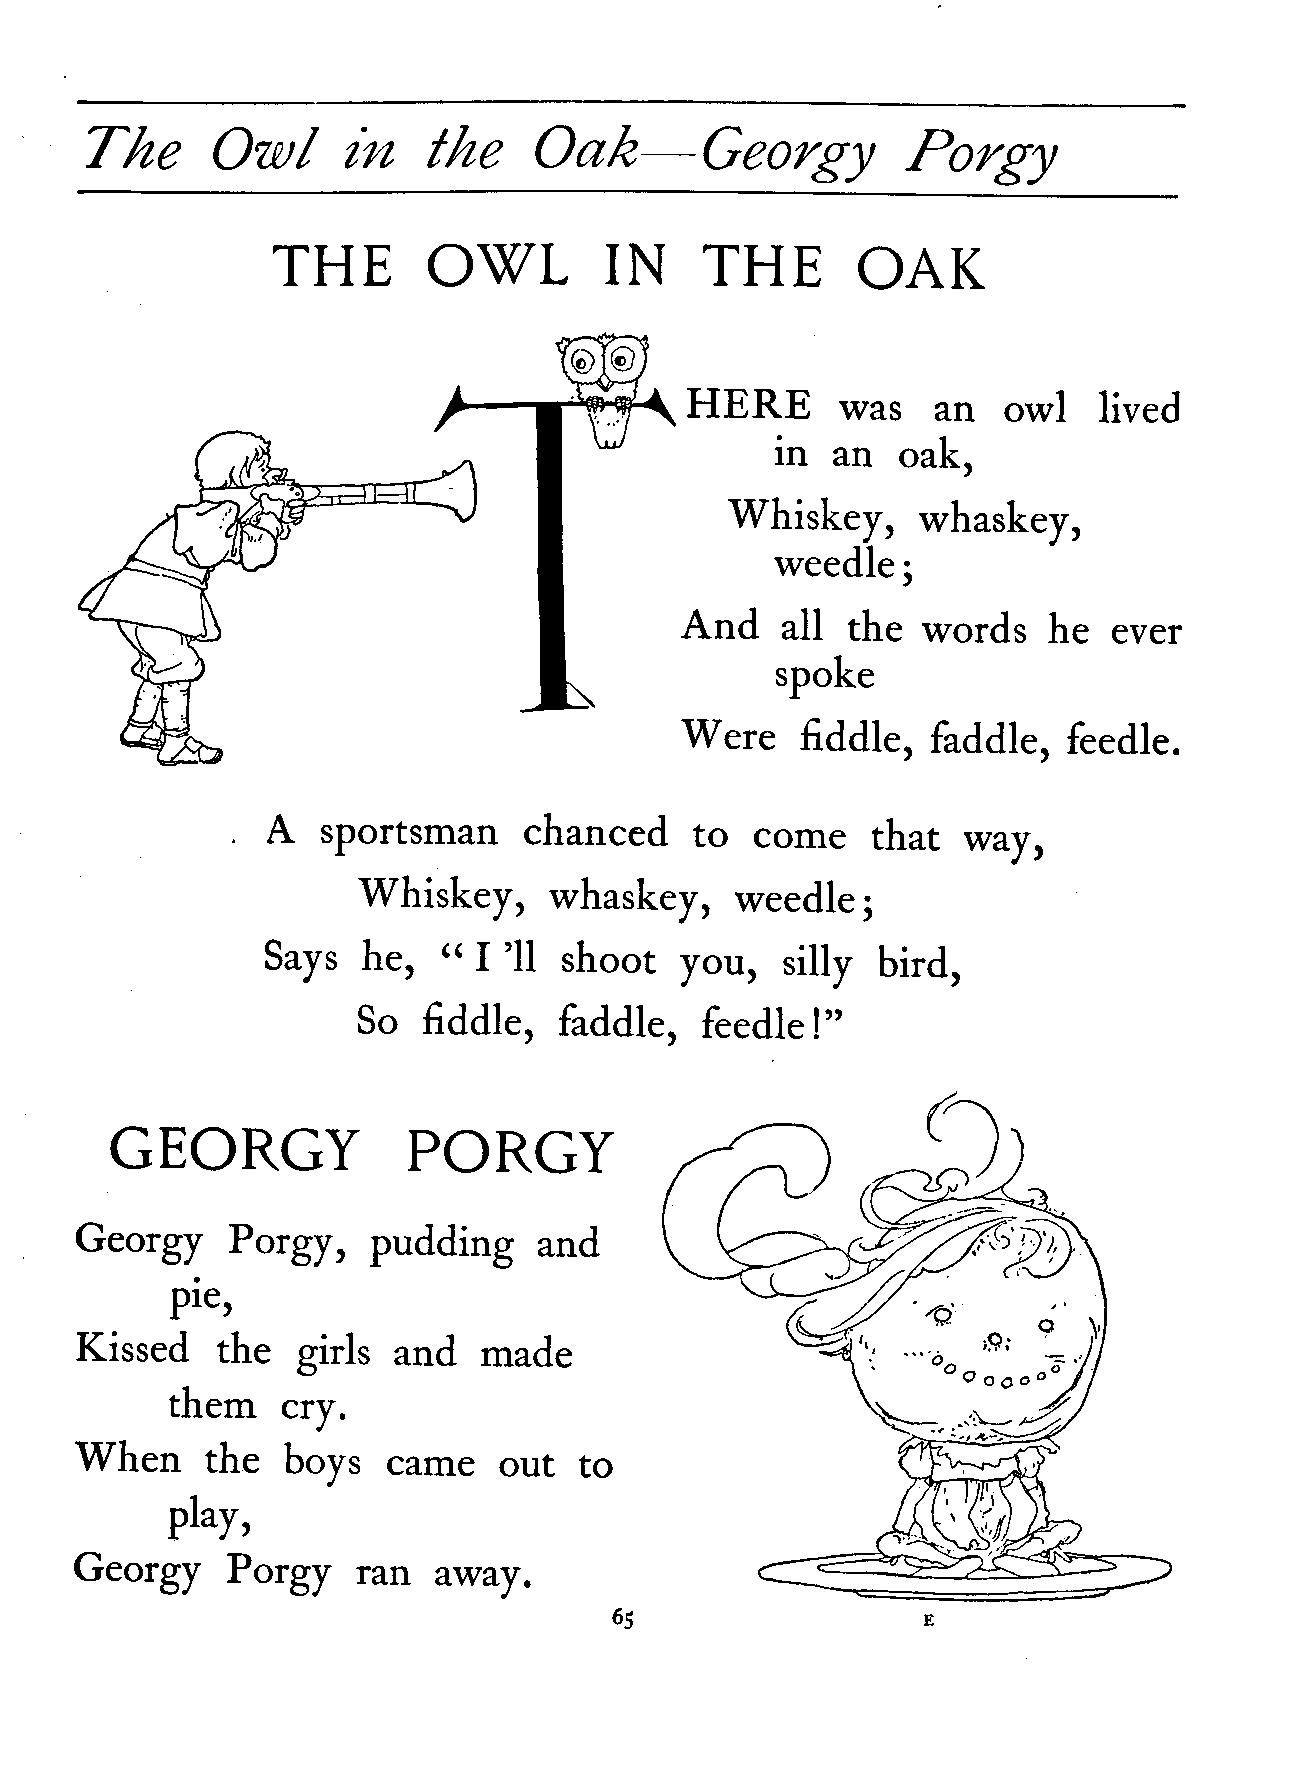 The Owl in the Oak—Georgy Porgy
THE OWL IN THE OAK
THERE was an owl lived
in an oak,
Whiskey, whaskey,
weedle;
And all the words he ever
spoke
Were fiddle, faddle, feedle.
A sportsman chanced to come that way,
Whiskey, whaskey, weedle;
Says he, “I 'll shoot you, silly bird,
So fiddle, faddle, feedle!”
GEORGY PORGY
Georgy Porgy, pudding and
pie,
Kissed the girls and made
them cry.
When the boys came out to
play,
Georgy Porgy ran away.
65 E